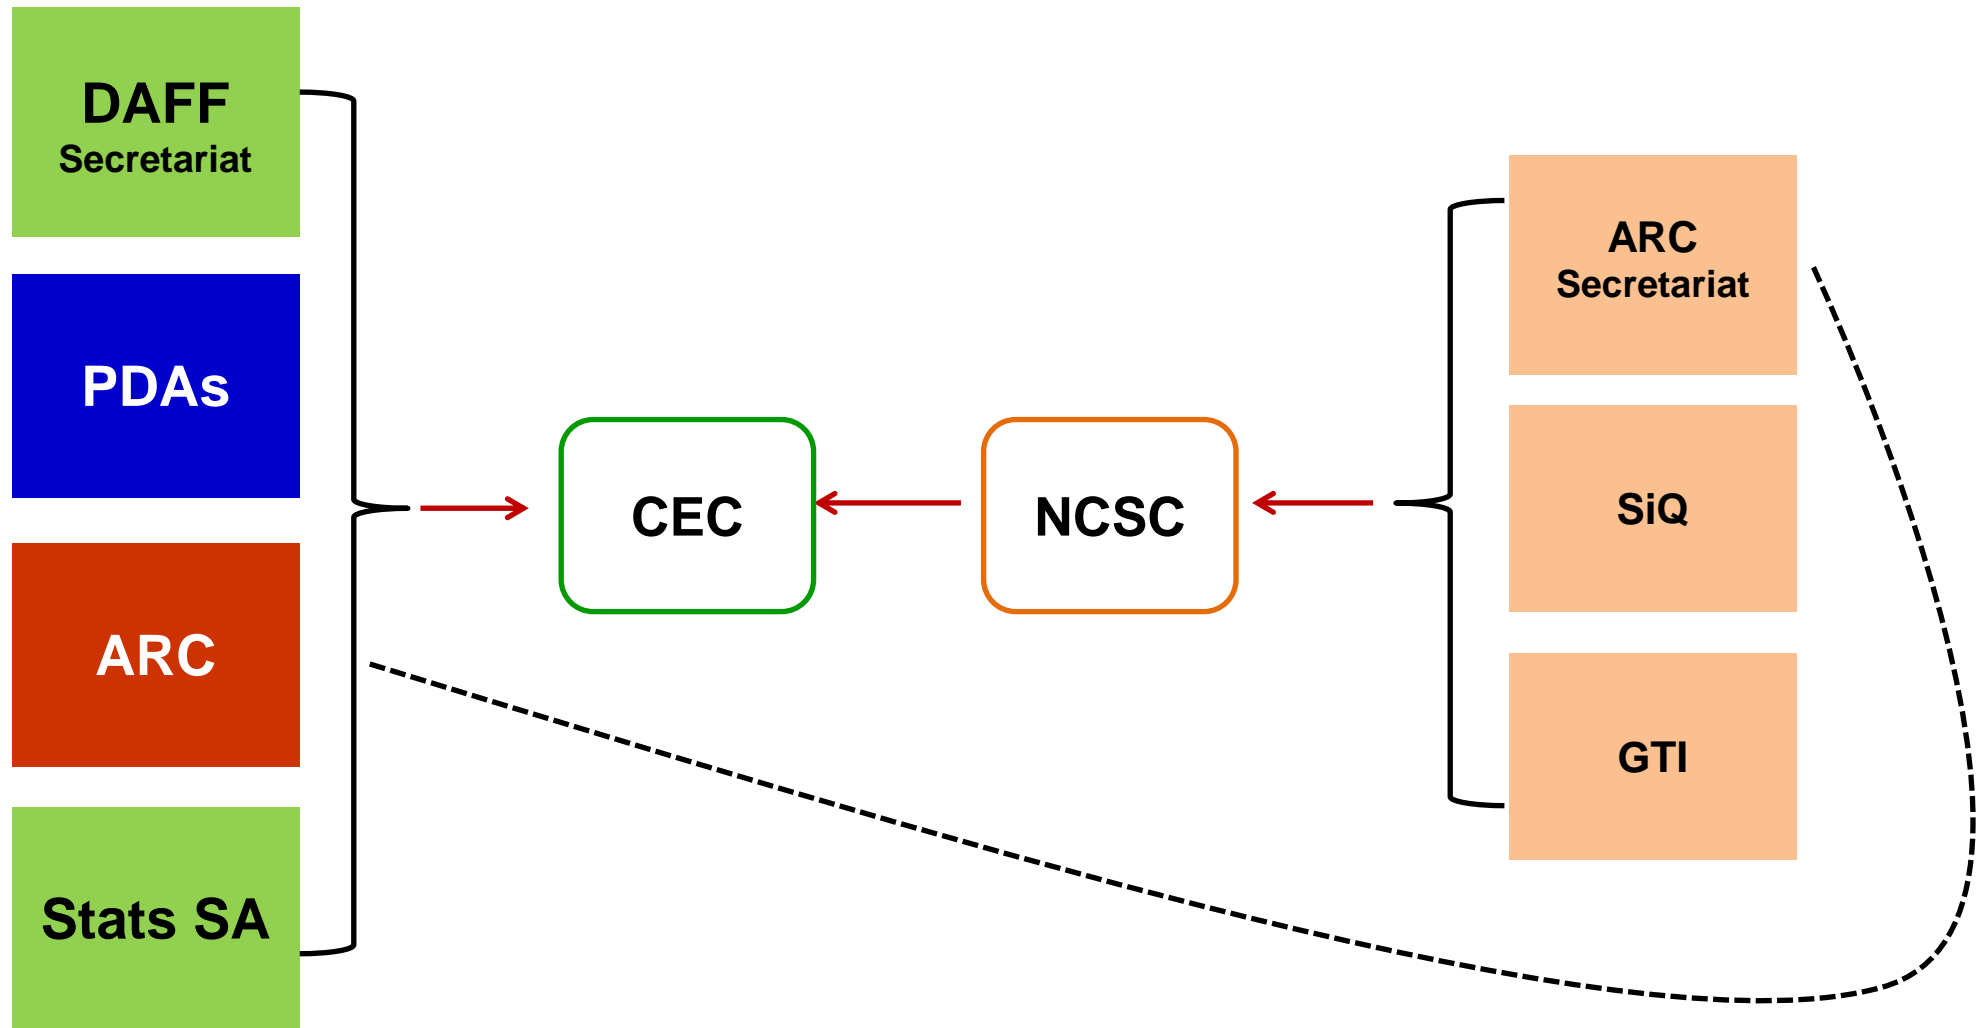 DAFF
Secretariat
PDAs
ARC
Stats SA
CEC
NCSC
ARC
Secretariat
SiQ
GTI